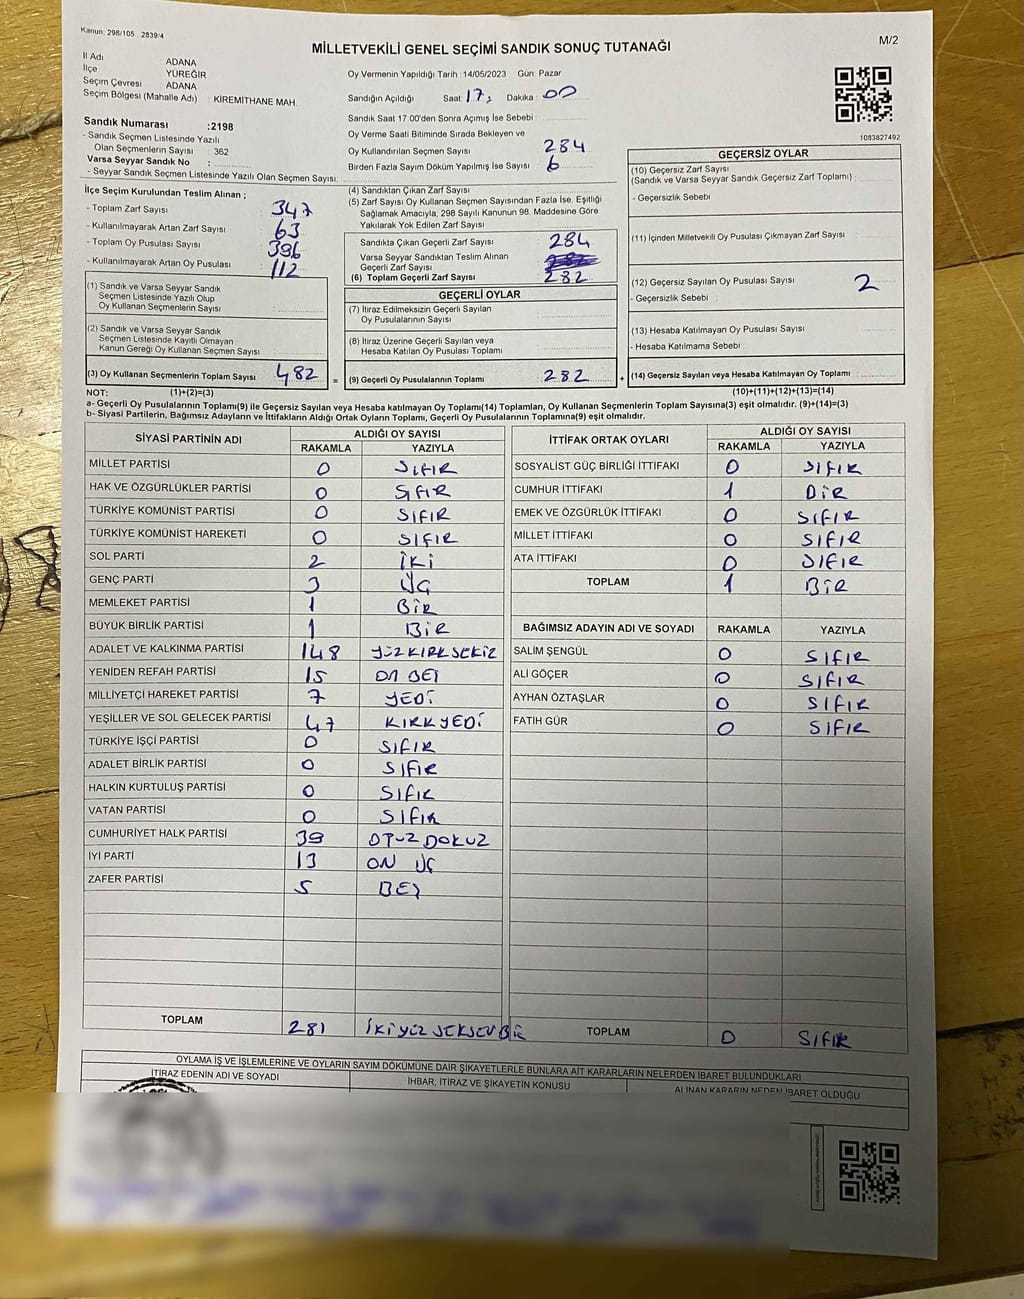 Kanun: 298/105 , 2839/4
M/2
MİLLETVEKİLİ GENEL SEÇİMİ SANDIK SONUÇ TUTANAĞI
İl Adı ADANA
İlçe YÜREĞİR
Seçim Çevresi ADANA
Seçim Bölgesi (Mahalle Adı) : KİREMİTHANE MAH.
Oy Vermenin Yapıldığı Tarih : 14/05/2023 Gün: Pazar
Sandığın Açıldığı Saat: 17, Dakika : 00
Sandık Saat 17.00'den Sonra Açımış İse Sebebi :
Oy Verme Saati Bitiminde Sırada Bekleyen ve
Oy Kullandırılan Seçmen Sayısı 284
Birden Fazla Sayım Döküm Yapılmış İse Sayısı : 6
1083827492
Sandık Numarası :2198
- Sandık Seçmen Listesinde Yazılı
Olan Seçmenlerin Sayısı : 362
Varsa Seyyar Sandık No :
- Seyyar Sandık Seçmen Listesinde Yazılı Olan Seçmen Sayısı:
İlçe Seçim Kurulundan Teslim Alınan ;
- Toplam Zarf Sayısı : 347
- Kullanılmayarak Artan Zarf Sayısı : 63
- Toplam Oy Pusulası Sayısı : 396
- Kullanılmayarak Artan Oy Pusulası : 112
(1) Sandık ve Varsa Seyyar Sandık
Seçmen Listesinde Yazılı Olup
Oy Kullanan Seçmenlerin Sayısı :
(2) Sandık ve Varsa Seyyar Sandık
Seçmen Listesinde Kayıtlı Olmayan
Kanun Gereği Oy Kullanan Seçmen Sayısı :
(3) Oy Kullanan Seçmenlerin Toplam Sayısı : 482 =
(4) Sandıktan Çıkan Zarf Sayısı :
(5) Zarf Sayısı Oy Kullanan Seçmen Sayısından Fazla İse, Eşitliği
Sağlamak Amacıyla, 298 Sayılı Kanunun 98. Maddesine Göre
Yakılarak Yok Edilen Zarf Sayısı :
Sandıkta Çıkan Geçerli Zarf Sayısı : 284
Varsa Seyyar Sandıktan Teslim Alınan
Geçerli Zarf Sayısı
(6) Toplam Geçerli Zarf Sayısı : 282
GEÇERLİ OYLAR
(7) İtiraz Edilmeksizin Geçerli Sayılan
Oy Pusulalarının Sayısı :
(8) İtiraz Üzerine Geçerli Sayılan veya
Hesaba Katılan Oy Pusulası Toplamı :
(9) Geçerli Oy Pusulalarının Toplamı : 282 +
GEÇERSİZ OYLAR
(10) Geçersiz Zarf Sayısı
(Sandık ve Varsa Seyyar Sandık Geçersiz Zarf Toplamı) :
- Geçersizlik Sebebi :
(11) İçinden Milletvekili Oy Pusulası Çıkmayan Zarf Sayısı :
(12) Geçersiz Sayılan Oy Pusulası Sayısı : 2
- Geçersizlik Sebebi :
(13) Hesaba Katılmayan Oy Pusulası Sayısı :
- Hesaba Katılmama Sebebi :
(14) Geçersiz Sayılan veya Hesaba Katılmayan Oy Toplamı :
NOT: (1)+(2)=(3) (10)+(11)+(12)+(13)=(14)
a- Geçerli Oy Pusulasının Toplamı(9) ile Geçersiz Sayılan veya Hesaba katılmayan Oy Toplamı(14) Toplamları, Oy Kullanan Seçmenlerin Toplam Sayısına(3) eşit olmalıdır. (9)+(14)=(3)
b- Siyasi Partilerin, Bağımsız Adayların ve İttifakların Aldığı Ortak Oyların Toplamı, Geçerli Oy Pusulalarının Toplamına(9) eşit olmalıdır.
SİYASİ PARTİNİN ADI ALDIĞI OY SAYISI
RAKAMLA YAZIYLA
MİLLET PARTİSİ 0 SIFIR
HAK VE ÖZGÜRLÜKLER PARTİSİ 0 SIFIR
TÜRKİYE KOMÜNİST PARTİSİ 0 SIFIR
TÜRKİYE KOMÜNİST HAREKETİ 0 SIFIR
SOL PARTİ 2 İKİ
GENÇ PARTİ 3 ÜÇ
MEMLEKET PARTİSİ 1 BİR
BÜYÜK BİRLİK PARTİSİ 1 BİR
ADALET VE KALKINMA PARTİSİ 148 YÜZ KIRK SEKİZ
YENİDEN REFAH PARTİSİ 15 ON BEŞ
MİLLİYETÇİ HAREKET PARTİSİ 7 YEDİ
YEŞİLLER VE SOL GELECEK PARTİSİ 47 KIRK YEDİ
TÜRKİYE İŞÇİ PARTİSİ 0 SIFIR
ADALET BİRLİK PARTİSİ 0 SIFIR
HALKIN KURTULUŞ PARTİSİ 0 SIFIR
VATAN PARTİSİ 0 SIFIR
CUMHURİYET HALK PARTİSİ 39 OTUZ DOKUZ
İYİ PARTİ 13 ON ÜÇ
ZAFER PARTİSİ 5 BEŞ
TOPLAM 281 İKİ YÜZ SEKSEN BİR
İTTİFAK ORTAK OYLARI ALDIĞI OY SAYISI
RAKAMLA YAZIYLA
SOSYALİST GÜÇ BİRLİĞİ İTTİFAKI 0 SIFIR
CUMHUR İTTİFAKI 1 BİR
EMEK VE ÖZGÜRLÜK İTTİFAKI 0 SIFIR
MİLLET İTTİFAKI 0 SIFIR
ATA İTTİFAKI 0 SIFIR
TOPLAM 1 BİR
BAĞIMSIZ ADAYIN ADI VE SOYADI RAKAMLA YAZIYLA
SALİM ŞENGÜL 0 SIFIR
ALİ GÖÇER 0 SIFIR
AYHAN ÖZTAŞLAR 0 SIFIR
FATİH GÜR 0 SIFIR
TOPLAM 0 SIFIR
OYLAMA İŞ VE İŞLEMLERİNE VE OYLARIN SAYIM DÖKÜMÜNE DAİR ŞİKAYETLERLE BUNLARA AİT KARARLARIN NELERDEN İBARET BULUNDUKLARI
İTİRAZ EDENİN ADI VE SOYADI İHBAR, İTİRAZ VE ŞİKAYETİN KONUSU ALINAN KARARIN NEDEN İBARET OLDUĞU